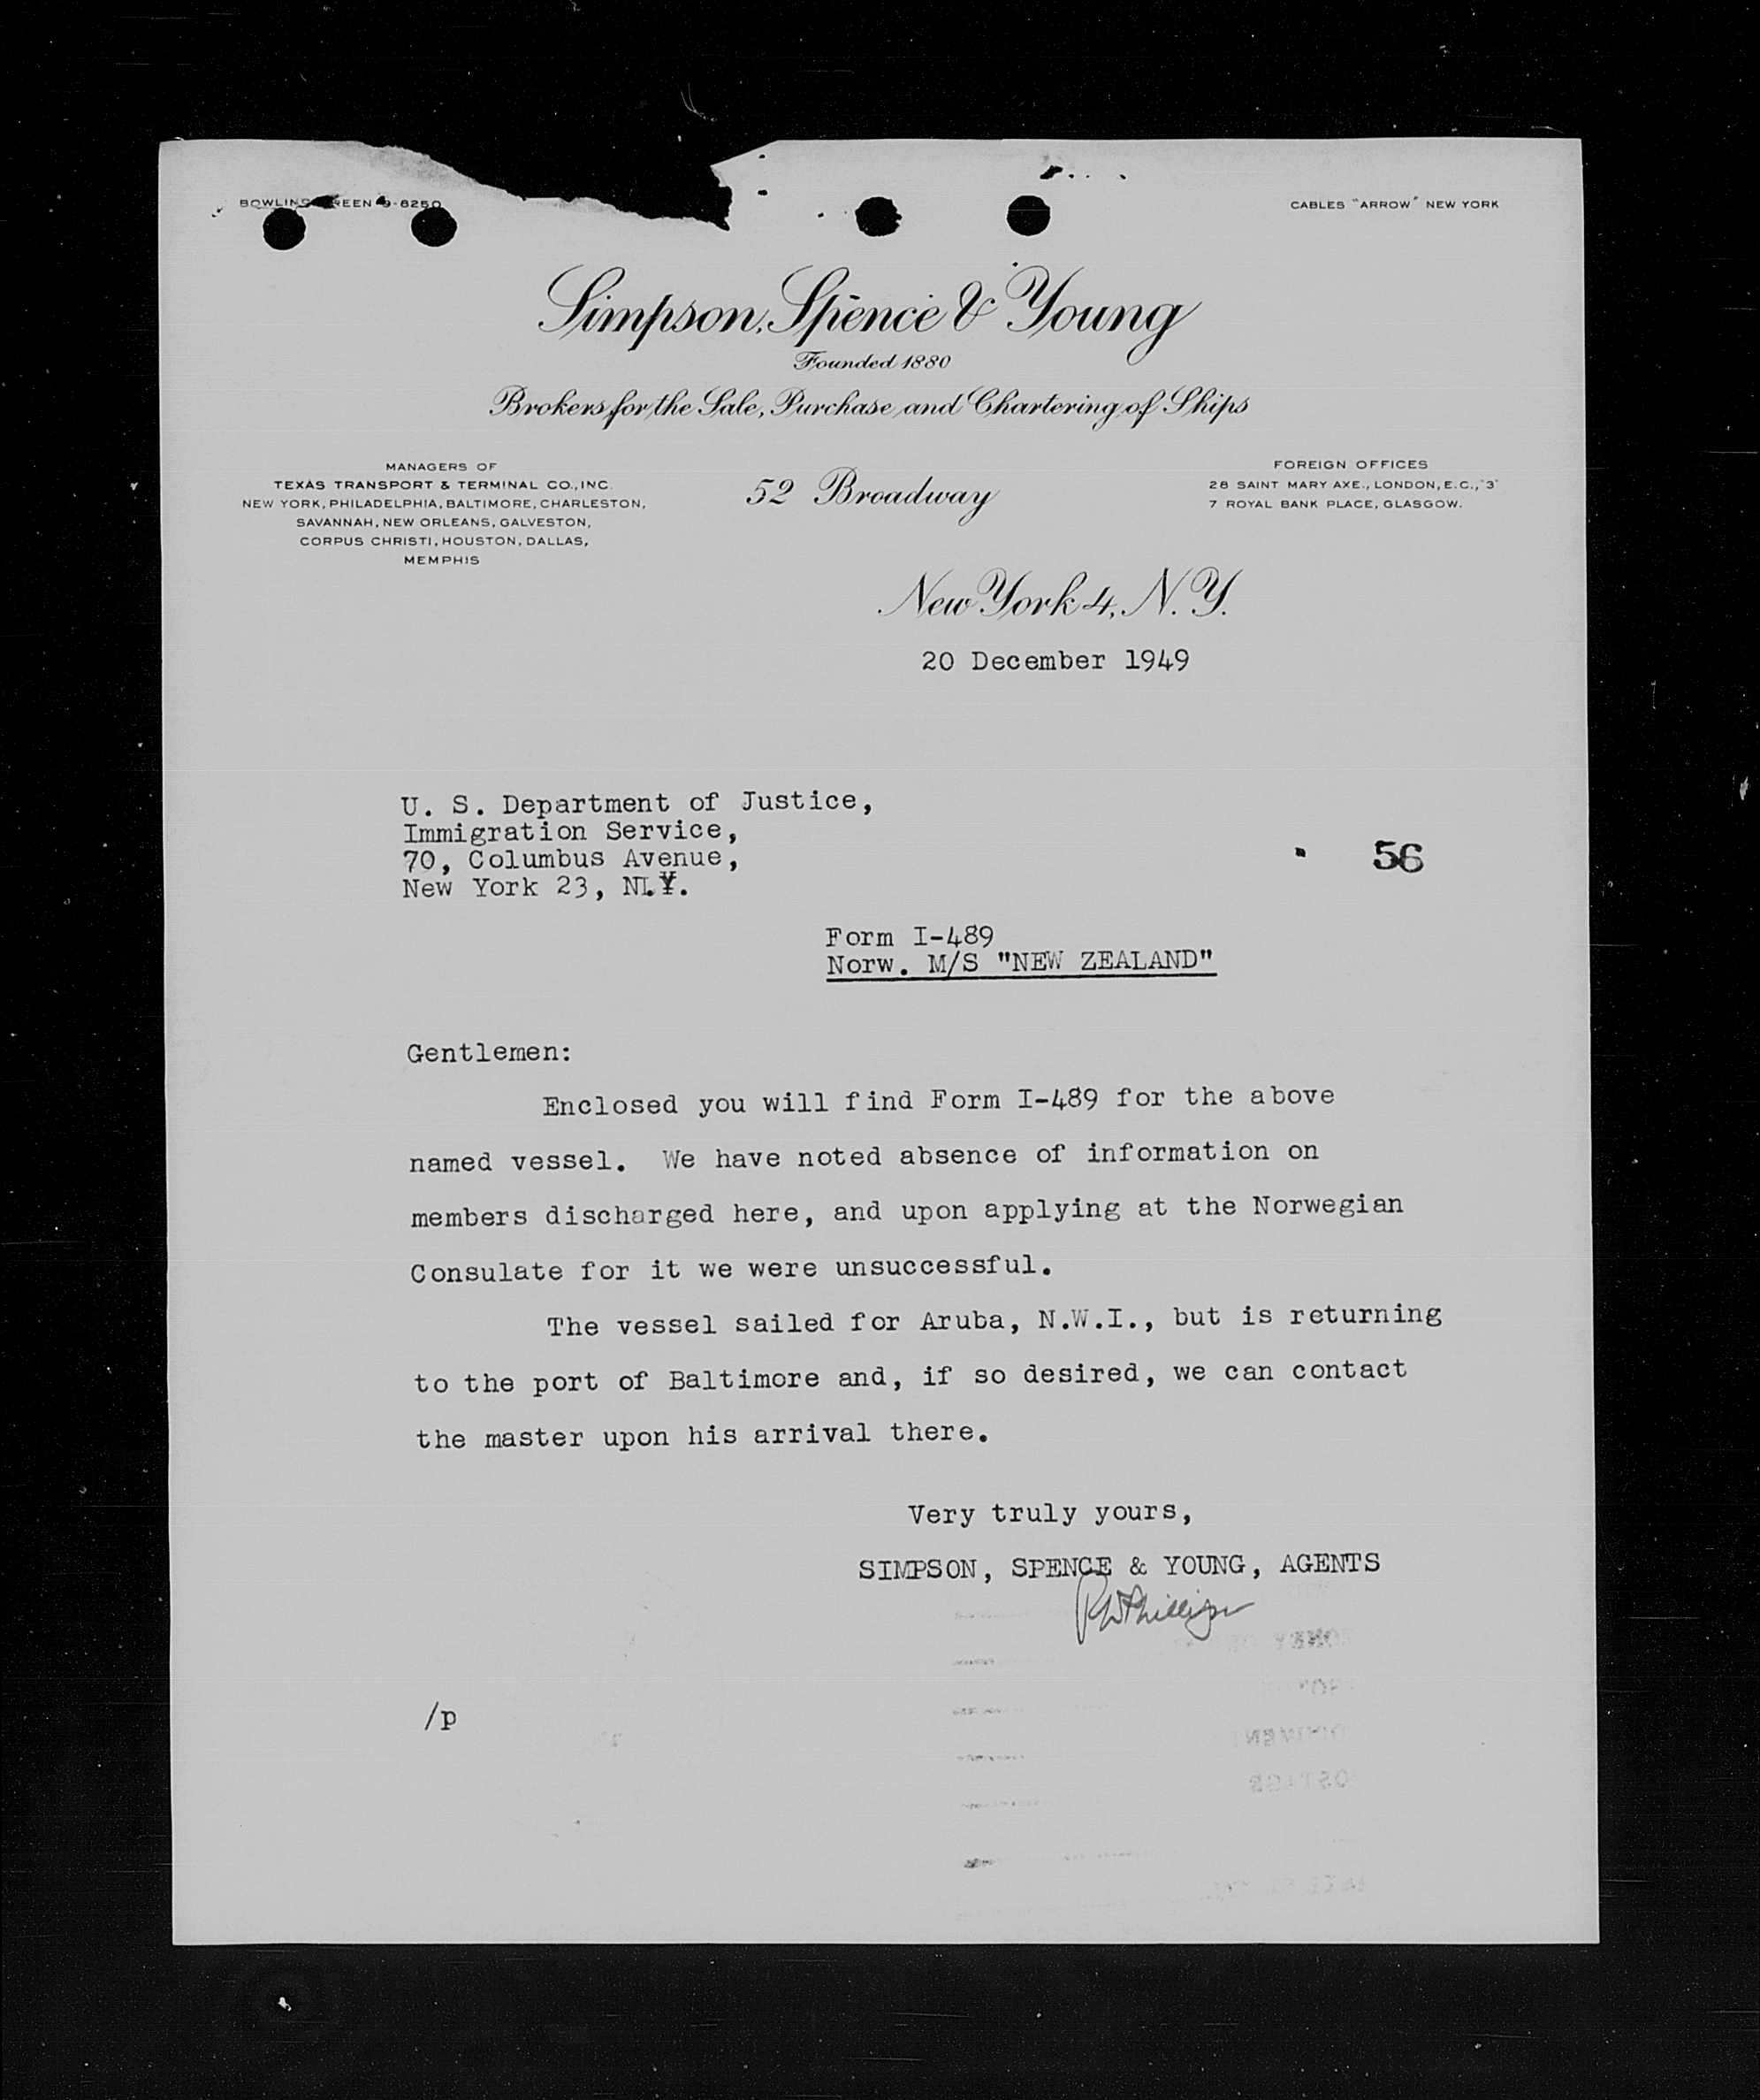 BOWLING GREEN 9-8250
CABLES "ARROW" NEW YORK
Simpson, Spence & Young
Founded 1880
Brokers for the Sale, Purchase and Chartering of Ships
MANAGERS OF
TEXAS TRANSPORT & TERMINAL CO., INC.
NEW YORK, PHILADELPHIA, BALTIMORE, CHARLESTON,
SAVANNAH, NEW ORLEANS, GALVESTON,
CORPUS CHRISTI, HOUSTON, DALLAS,
MEMPHIS
52 Broadway
FOREIGN OFFICES
28 SAINT MARY AXE., LONDON, E.C., "3"
7 ROYAL BANK PLACE, GLASGOW.
New York 4, N. Y.
20 December 1949
U. S. Department of Justice,
Immigration Service,
70, Columbus Avenue,
New York 23, N.Y.
56
Form I-489
Norw. M/S "NEW ZEALAND"
Gentlemen:
Enclosed you will find Form I-489 for the above
named vessel. We have noted absence of information on
members discharged here, and upon applying at the Norwegian
Consulate for it we were unsuccessful.
The vessel sailed for Aruba, N.W.I., but is returning
to the port of Baltimore and, if so desired, we can contact
the master upon his arrival there.
Very truly yours,
SIMPSON, SPENCE & YOUNG, AGENTS
/p